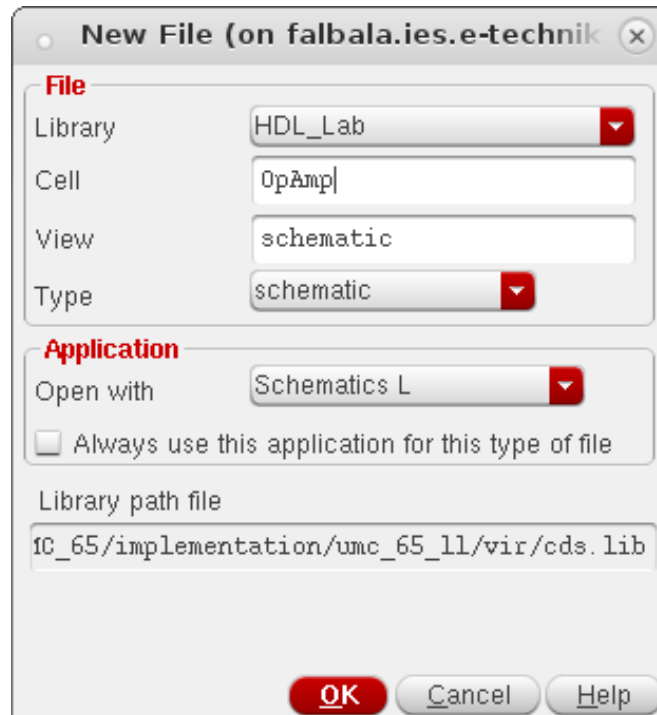 New File (on falbala.ies.e-technik
File
Library HDL_Lab
Cell OpAmp
View schematic
Type schematic
Application
Open with Schematics L
Always use this application for this type of file
Library path file
_65/implementation/umc_65_ll/vir/cds.lib
OK Cancel Help